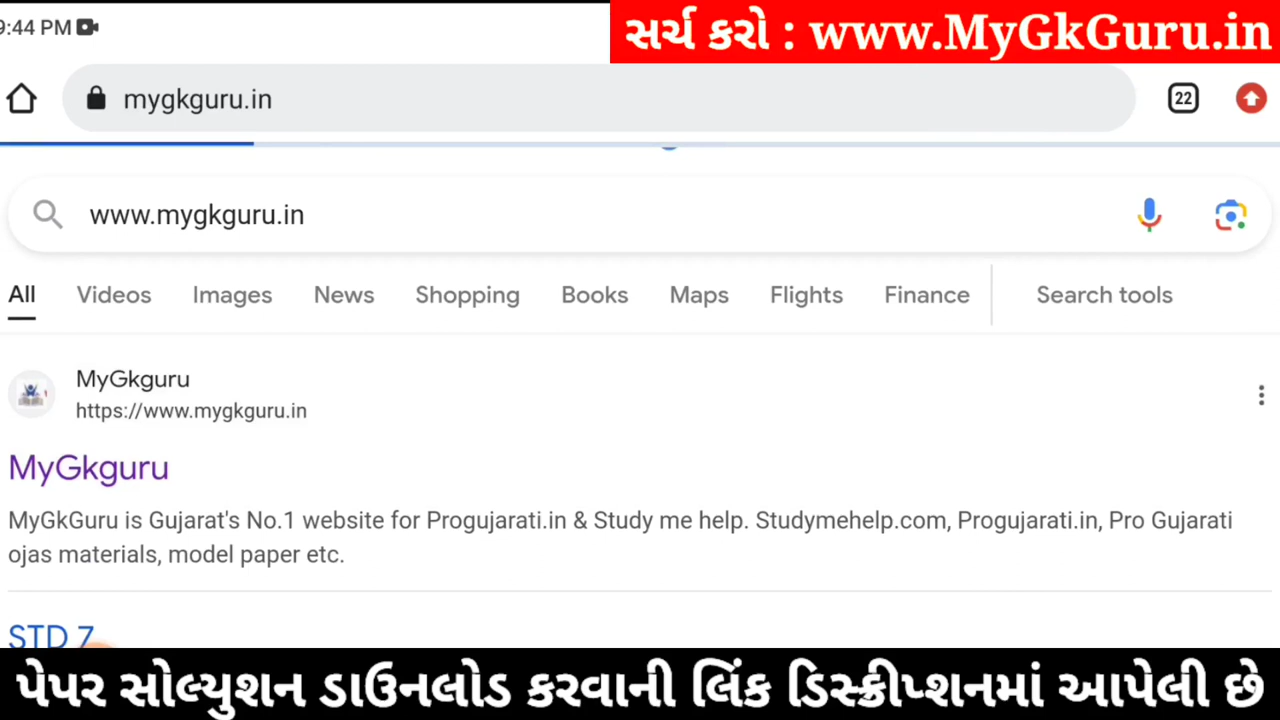 9:44 PM
સર્ચ કરો : www.MyGkGuru.in
mygkguru.in
22
www.mygkguru.in
All Videos Images News Shopping Books Maps Flights Finance Search tools
MyGkguru
https://www.mygkguru.in
MyGkguru
MyGkGuru is Gujarat's No.1 website for Progujarati.in & Study me help. Studymehelp.com, Progujarati.in, Pro Gujarati
ojas materials, model paper etc.
STD 7
પેપર સોલ્યુશન ડાઉનલોડ કરવાની લિંક ડિસ્ક્રીપ્શનમાં આપેલી છે